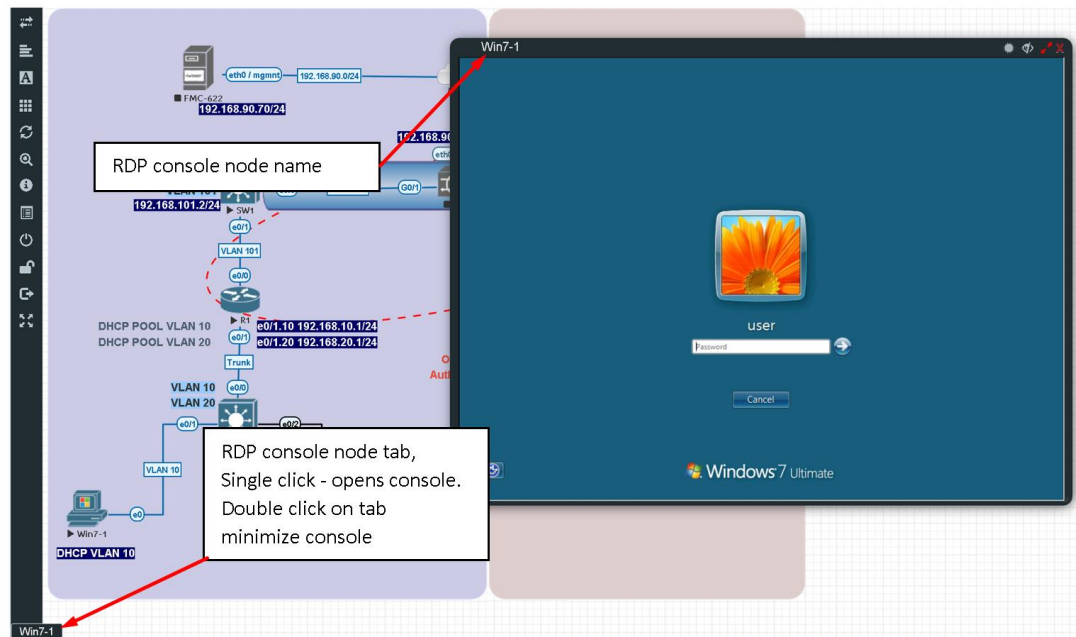 Win7-1
eth0 / mgmnt
192.168.90.0/24
FMC-622
192.168.90.70/24
192.168.90
RDP console node name
G0/1
192.168.101.2/24
SW1
e0/1
VLAN 101
e0/0
R1
DHCP POOL VLAN 10
e0/1.10 192.168.10.1/24
DHCP POOL VLAN 20
e0/1
e0/1.20 192.168.20.1/24
Trunk
VLAN 10
e0/0
VLAN 20
e0/1
e0/2
VLAN 10
e0
Win7-1
DHCP VLAN 10
RDP console node tab,
Single click - opens console.
Double click on tab
minimize console
user
Password
Cancel
Windows 7 Ultimate
Win7-1